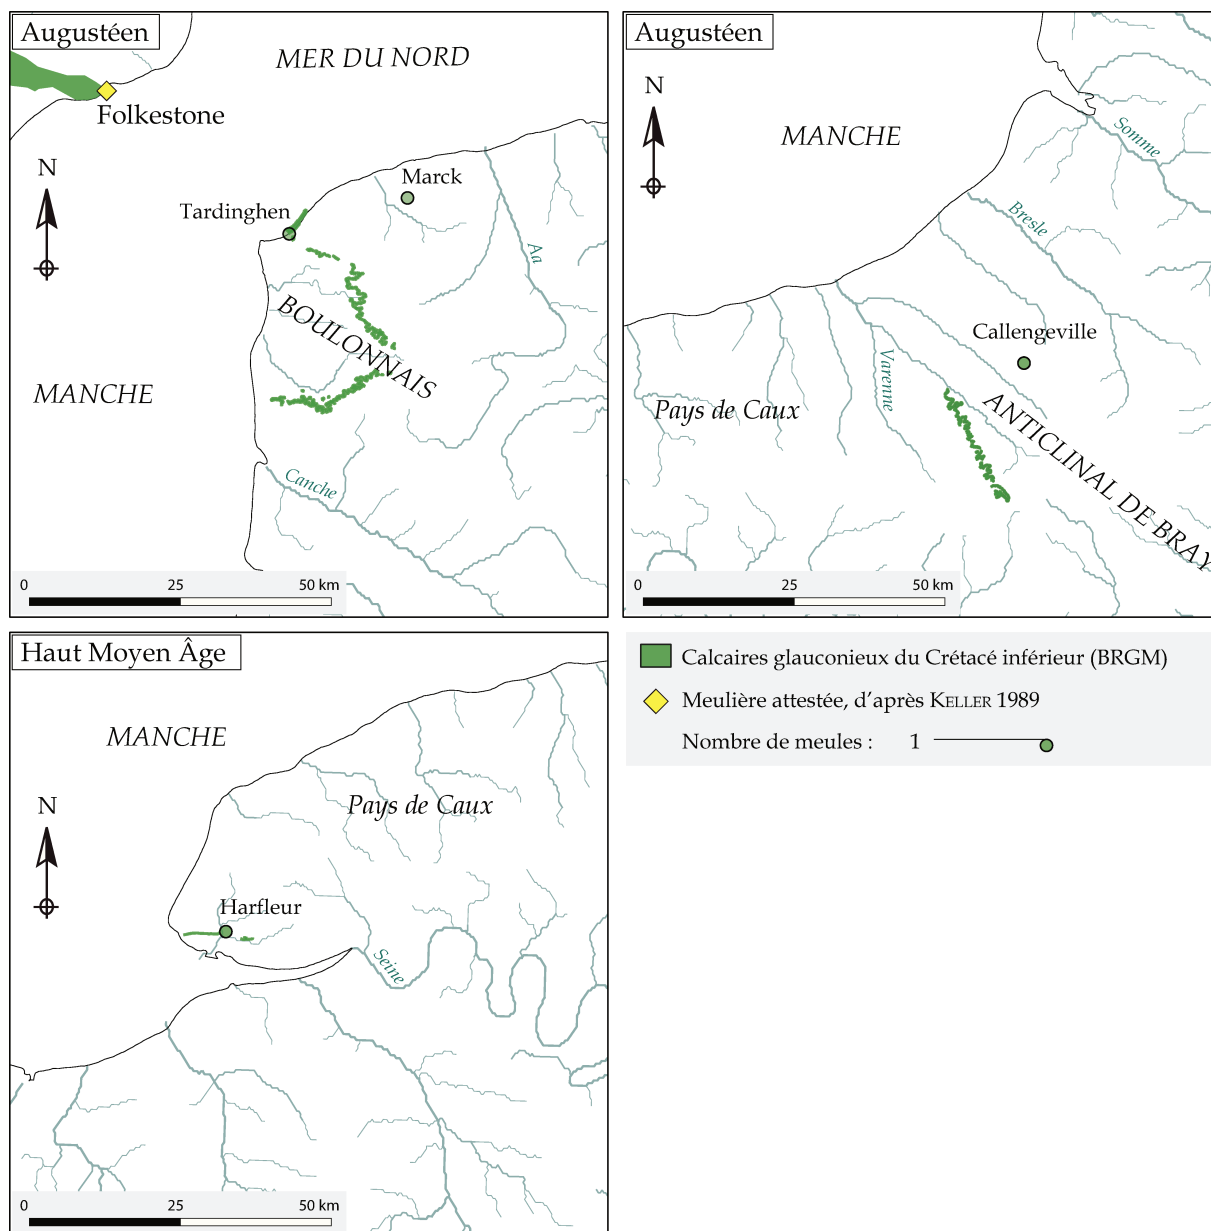 Augustéen
MER DU NORD
Folkestone
N
Marck
Tardinghen
Aa
BOULONNAIS
MANCHE
Canche
0 25 50 km
Augustéen
N
MANCHE
Somme
Bresle
Callengeville
Varenne
Pays de Caux
ANTICLINAL DE BRAY
0 25 50 km
Haut Moyen Âge
MANCHE
N
Pays de Caux
Harfleur
Seine
0 25 50 km
Calcaires glauconieux du Crétacé inférieur (BRGM)
Meulière attestée, d'après KELLER 1989
Nombre de meules : 1